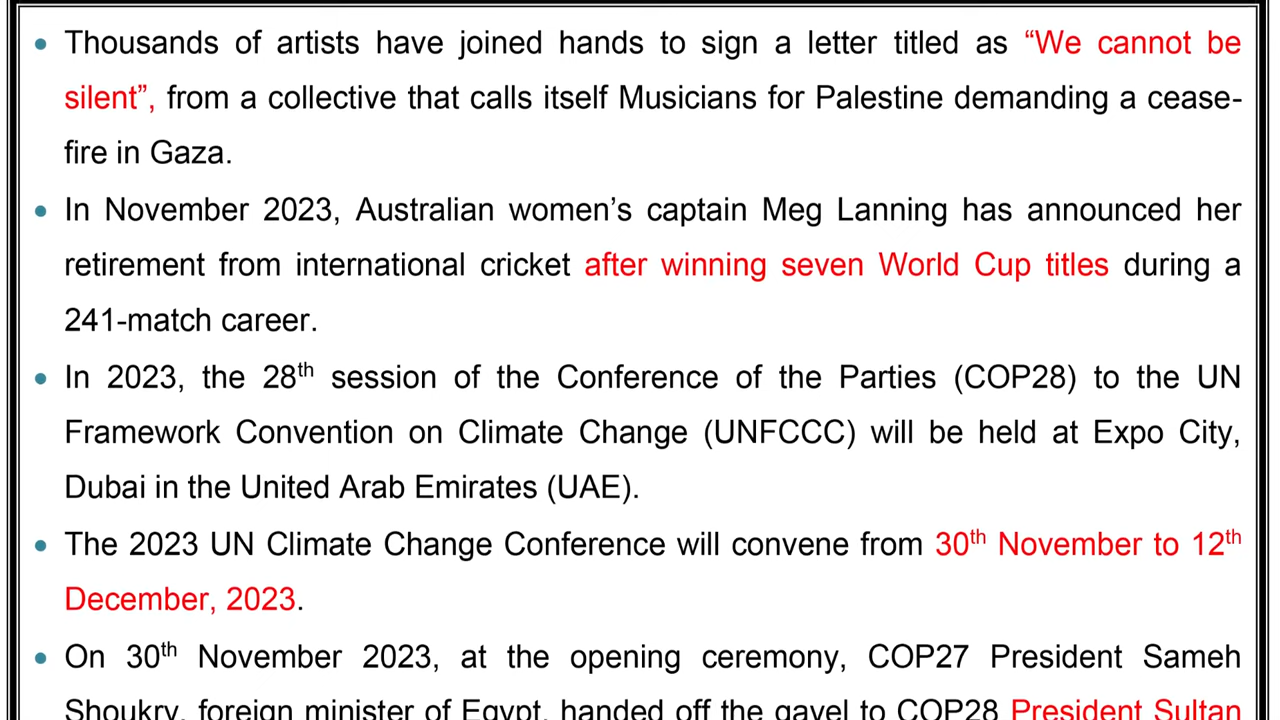 Thousands of artists have joined hands to sign a letter titled as “We cannot be
silent”, from a collective that calls itself Musicians for Palestine demanding a cease-
fire in Gaza.
In November 2023, Australian women’s captain Meg Lanning has announced her
retirement from international cricket after winning seven World Cup titles during a
241-match career.
In 2023, the 28th session of the Conference of the Parties (COP28) to the UN
Framework Convention on Climate Change (UNFCCC) will be held at Expo City,
Dubai in the United Arab Emirates (UAE).
The 2023 UN Climate Change Conference will convene from 30th November to 12th
December, 2023.
On 30th November 2023, at the opening ceremony, COP27 President Sameh
Shoukry, foreign minister of Egypt, handed off the gavel to COP28 President Sultan